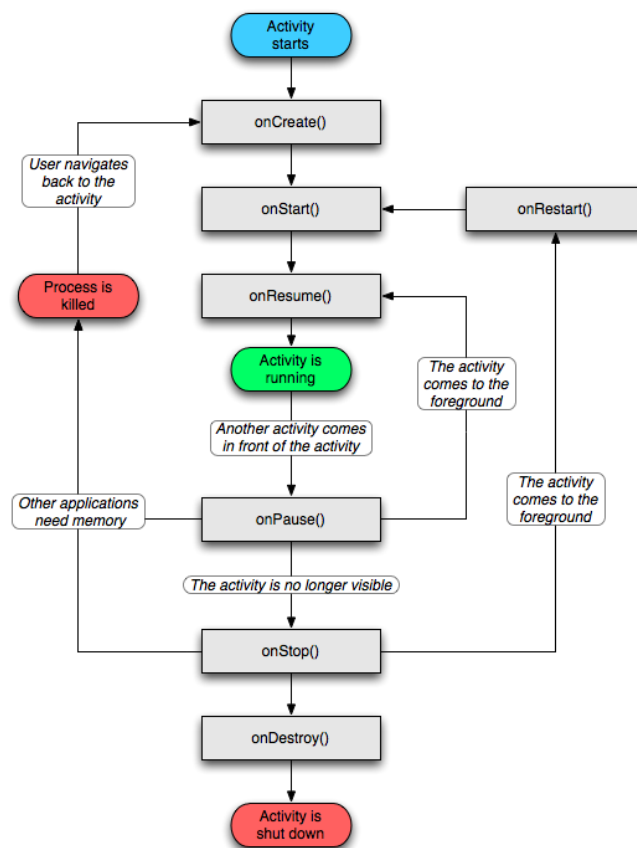 Activity
starts
onCreate()
User navigates
back to the
activity
onStart()
onRestart()
Process is
killed
onResume()
Activity is
running
The activity
comes to the
foreground
Another activity comes
in front of the activity
Other applications
need memory
onPause()
The activity
comes to the
foreground
The activity is no longer visible
onStop()
onDestroy()
Activity is
shut down